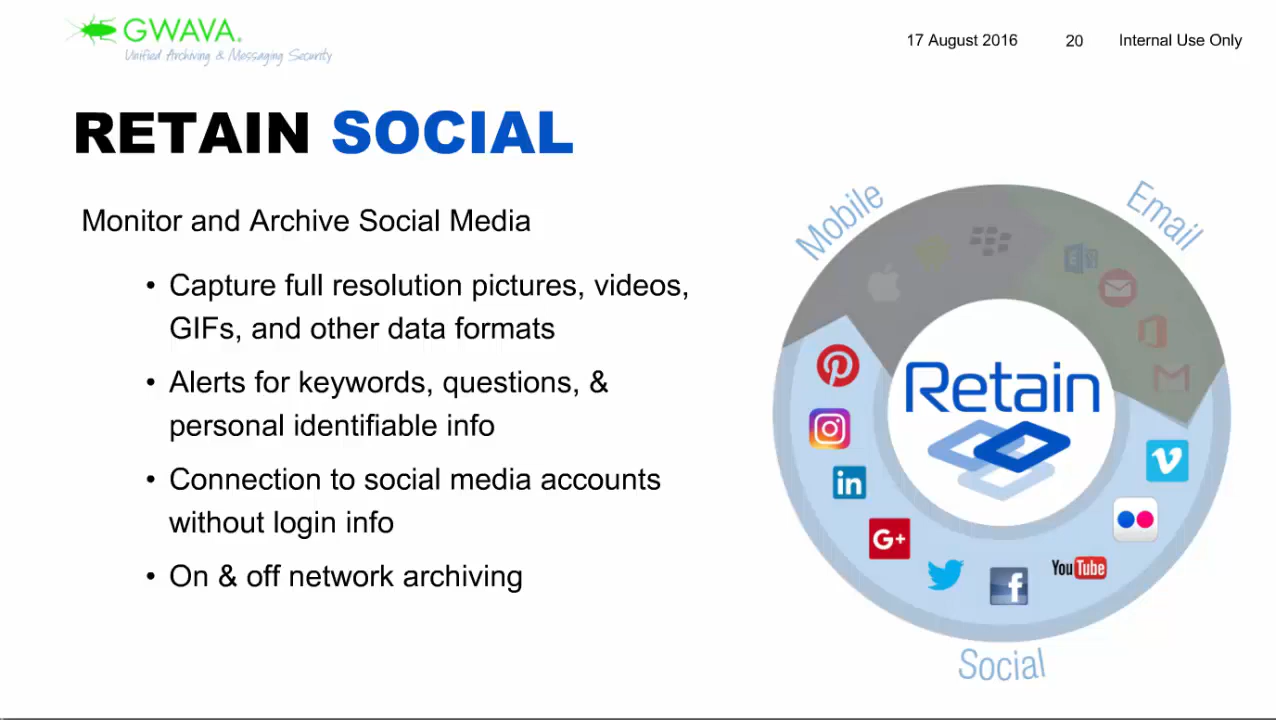 GWAVA.
Unified Archiving & Messaging Security
17 August 2016 20 Internal Use Only
RETAIN SOCIAL
Monitor and Archive Social Media
• Capture full resolution pictures, videos,
GIFs, and other data formats
• Alerts for keywords, questions, &
personal identifiable info
• Connection to social media accounts
without login info
• On & off network archiving
Mobile
Email
Retain
in
G+
f
YouTube
Social